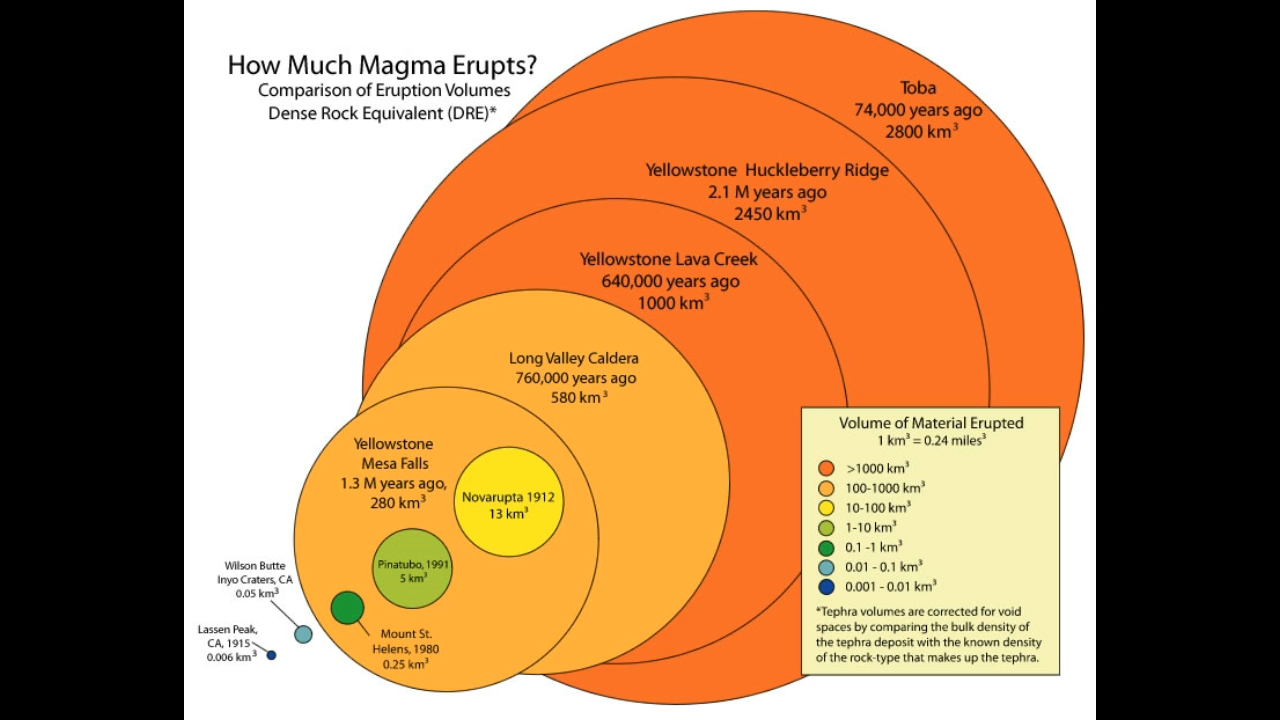 How Much Magma Erupts?
Comparison of Eruption Volumes
Dense Rock Equivalent (DRE)*
Toba
74,000 years ago
2800 km³
Yellowstone Huckleberry Ridge
2.1 M years ago
2450 km³
Yellowstone Lava Creek
640,000 years ago
1000 km³
Long Valley Caldera
760,000 years ago
580 km³
Yellowstone
Mesa Falls
1.3 M years ago,
280 km³
Novarupta 1912
13 km³
Pinatubo, 1991
5 km³
Wilson Butte
Inyo Craters, CA
0.05 km³
Lassen Peak,
CA, 1915
0.006 km³
Mount St.
Helens, 1980
0.25 km³
Volume of Material Erupted
1 km³ = 0.24 miles³
>1000 km³
100-1000 km³
10-100 km³
1-10 km³
0.1 -1 km³
0.01 - 0.1 km³
0.001 - 0.01 km³
*Tephra volumes are corrected for void
spaces by comparing the bulk density of
the tephra deposit with the known density
of the rock-type that makes up the tephra.